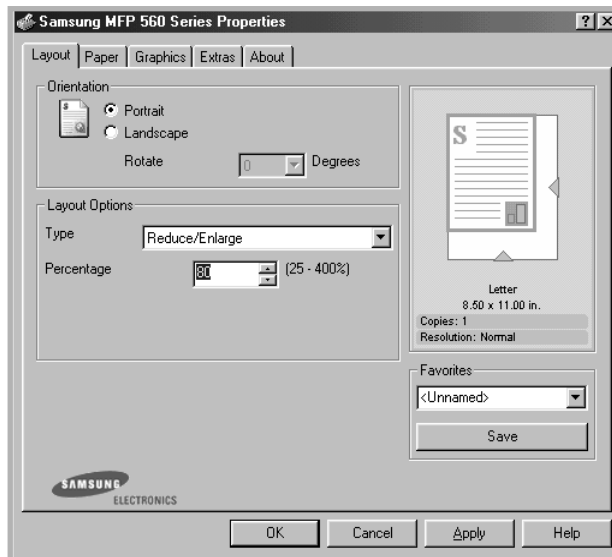 Samsung MFP 560 Series Properties
Layout Paper Graphics Extras About
Orientation
Portrait
Landscape
Rotate 0 Degrees
Layout Options
Type Reduce/Enlarge
Percentage 80 (25 - 400%)
S
S
Letter
8.50 x 11.00 in.
Copies: 1
Resolution: Normal
Favorites
<Unnamed>
Save
SAMSUNG
ELECTRONICS
OK Cancel Apply Help